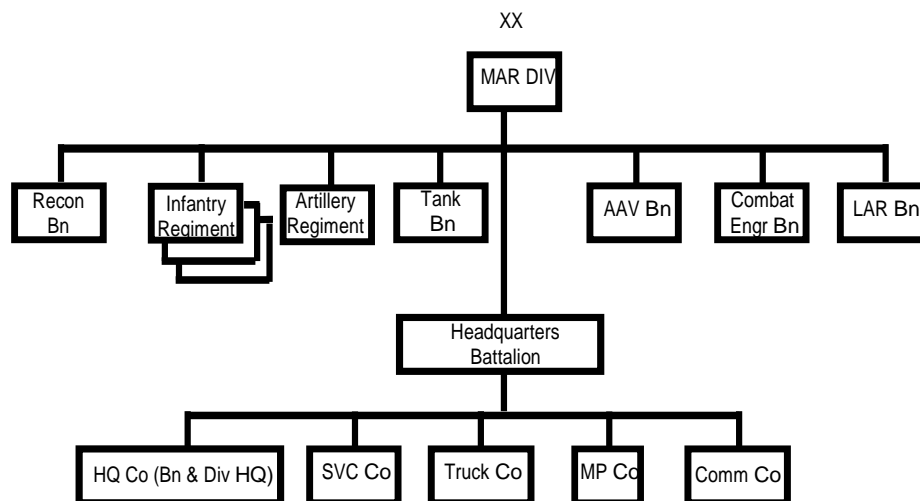 XX
MAR DIV
Recon
Bn
Infantry
Regiment
Artillery
Regiment
Tank
Bn
AAV Bn
Combat
Engr Bn
LAR Bn
Headquarters
Battalion
HQ Co (Bn & Div HQ)
SVC Co
Truck Co
MP Co
Comm Co